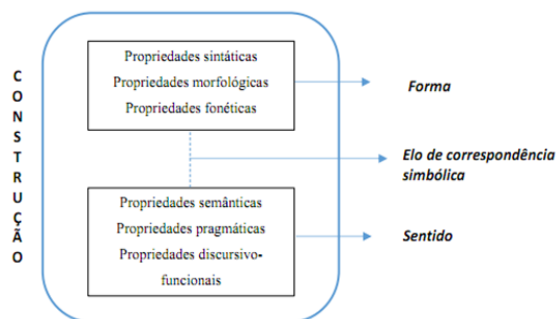 CONSTRUÇÃO
Propriedades sintáticas
Propriedades morfológicas
Propriedades fonéticas
Forma
Elo de correspondência
simbólica
Propriedades semânticas
Propriedades pragmáticas
Propriedades discursivo-
funcionais
Sentido